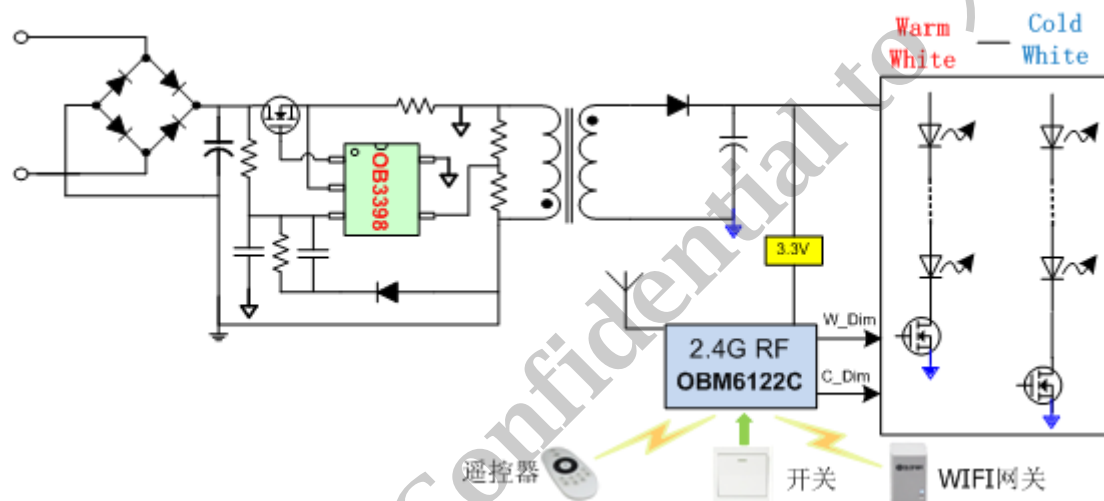 Warm White — Cold White
OB3398
3.3V
W_Dim
2.4G RF
OBM6122C
C_Dim
遥控器
开关
WIFI网关
Confidential to